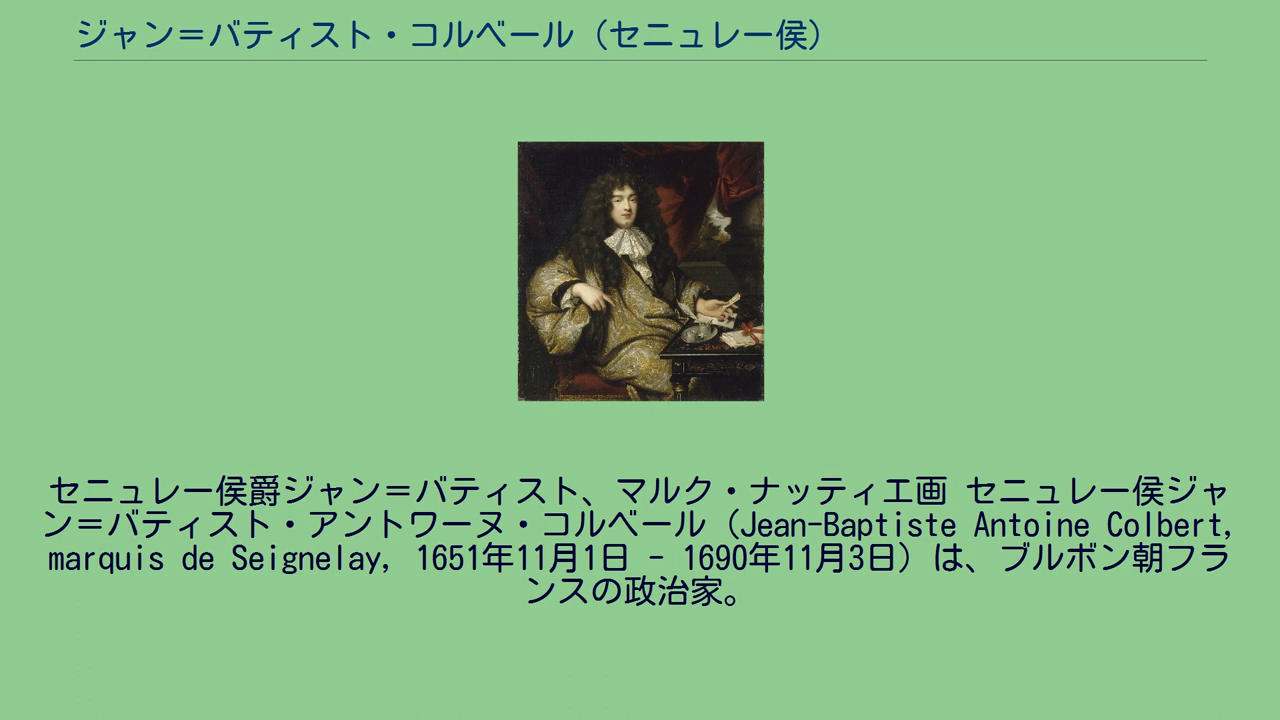 ジャン＝バティスト・コルベール（セニュレー侯）
セニュレー侯爵ジャン＝バティスト、マルク・ナッティエ画 セニュレー侯ジャ
ン＝バティスト・アントワーヌ・コルベール（Jean-Baptiste Antoine Colbert,
marquis de Seignelay, 1651年11月1日 - 1690年11月3日）は、ブルボン朝フラ
ンスの政治家。